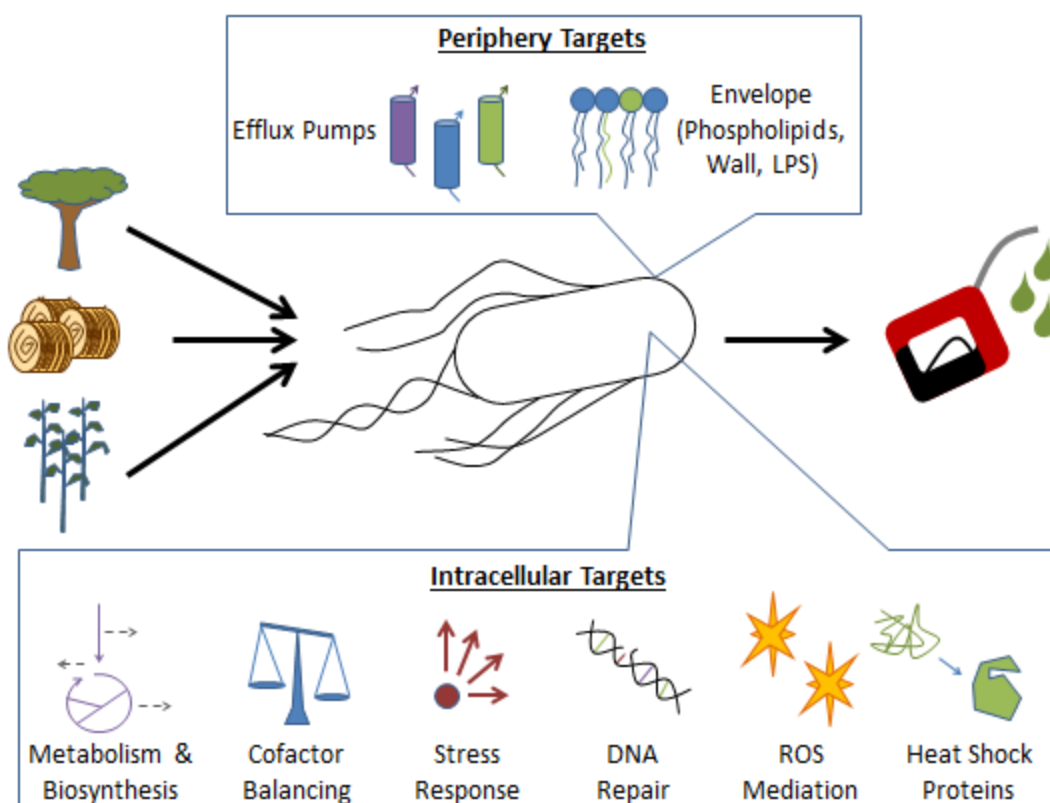 Periphery Targets
Efflux Pumps
Envelope
(Phospholipids,
Wall, LPS)
Intracellular Targets
Metabolism &
Biosynthesis
Cofactor
Balancing
Stress
Response
DNA
Repair
ROS
Mediation
Heat Shock
Proteins